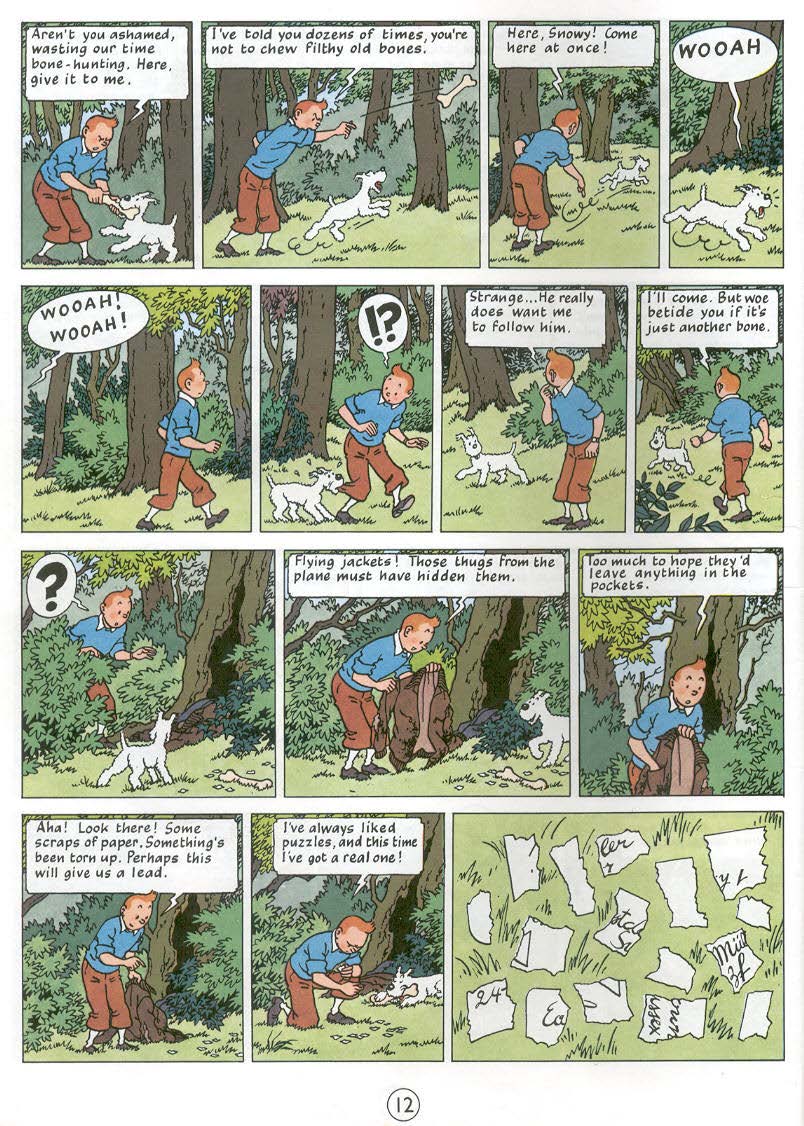 Aren't you ashamed,
wasting our time
bone-hunting. Here,
give it to me.
I've told you dozens of times, you're
not to chew filthy old bones.
Here, Snowy! Come
here at once!
WOOAH
WOOAH!
WOOAH!
!?
Strange...He really
does want me
to follow him.
I'll come. But woe
betide you if it's
just another bone.
?
Flying jackets! Those thugs from the
plane must have hidden them.
Too much to hope they'd
leave anything in the
pockets.
Aha! Look there! Some
scraps of paper. Something's
been torn up. Perhaps this
will give us a lead.
I've always liked
puzzles, and this time
I've got a real one!
ler
r
Mül
24
Eo
own
ussex
12